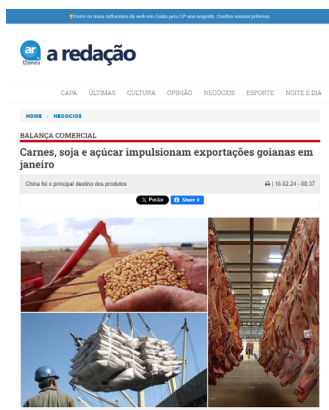 Entre os mais influentes da web em Goiás pelo 12º ano seguido. Confira nossos prêmios.
ar
12anos
a redação
CAPA ÚLTIMAS CULTURA OPINIÃO NEGÓCIOS ESPORTE NOITE E DIA
HOME / NEGÓCIOS
BALANÇA COMERCIAL
Carnes, soja e açúcar impulsionam exportações goianas em
janeiro
China foi o principal destino dos produtos
| 16.02.24 - 08:37
X Postar
Share 0